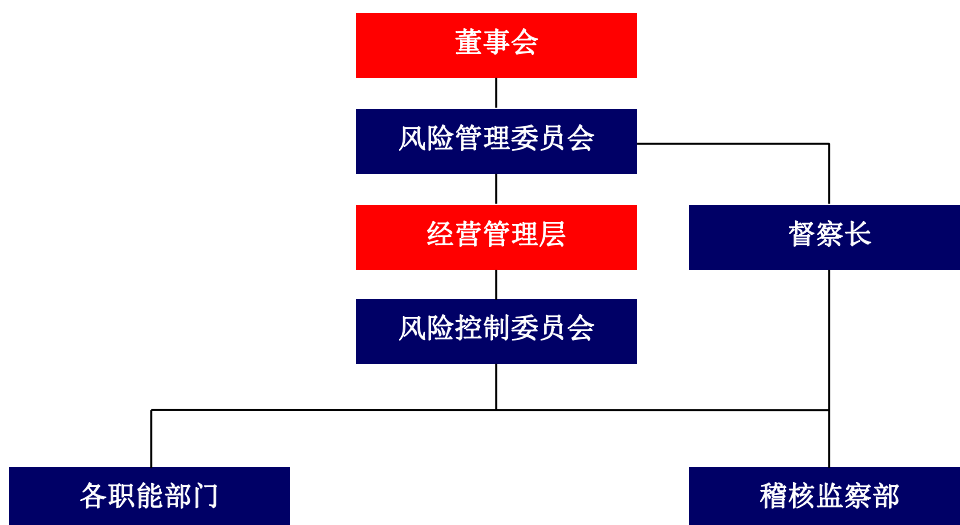 董事会
风险管理委员会
经营管理层
督察长
风险控制委员会
各职能部门
稽核监察部